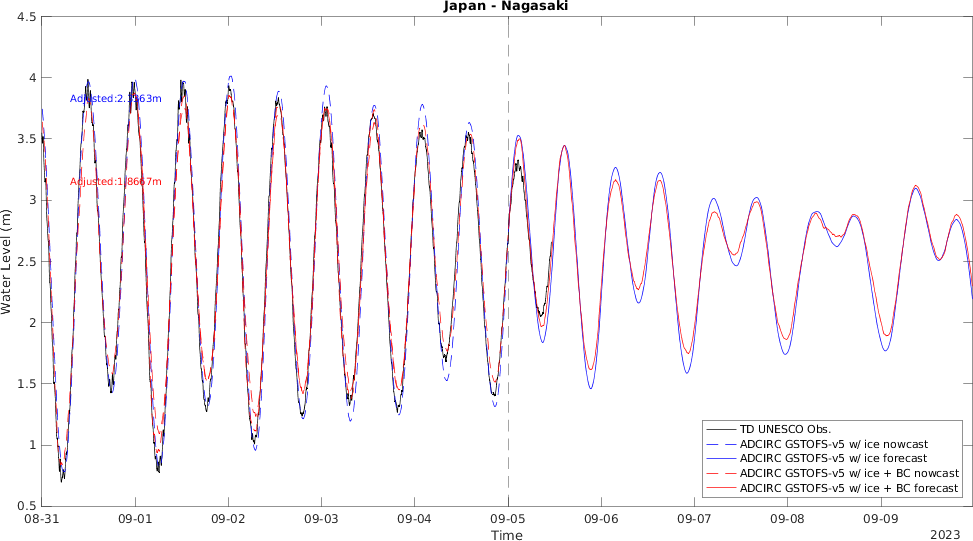 Japan - Nagasaki
4.5
4
3.5
3
2.5
2
1.5
1
0.5
Water Level (m)
Adjusted:1.8667m
08-31
09-01
09-02
09-03
09-04
09-05
09-06
09-07
09-08
09-09
Time
2023
TD UNESCO Obs.
ADCIRC GSTOFS-v5 w/ ice nowcast
ADCIRC GSTOFS-v5 w/ ice forecast
ADCIRC GSTOFS-v5 w/ ice + BC nowcast
ADCIRC GSTOFS-v5 w/ ice + BC forecast